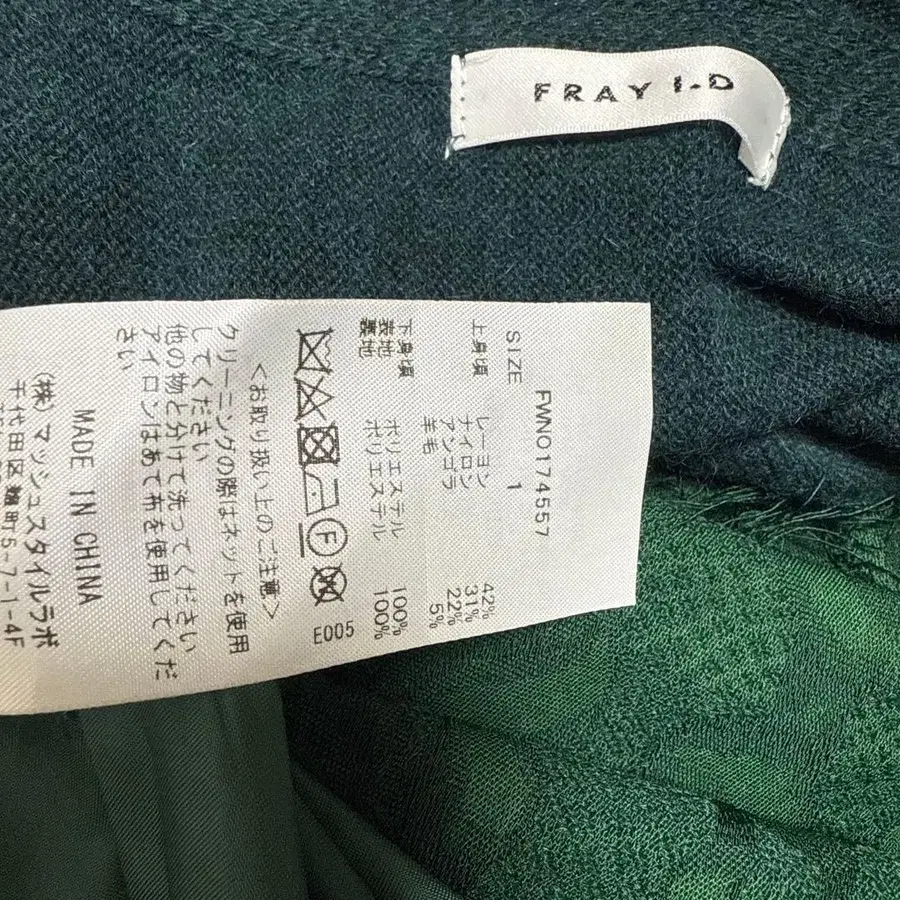 FRAY I.D
FWNO174557
SIZE 1
上身頃 レーヨン 42%
ナイロン 31%
アンゴラ 22%
毛毛 5%
下身頃
表地 ポリエステル 100%
裏地 ポリエステル 100%
F
W
E005
<お取り扱い上のご注意>
クリーニングの際はネットを使用
してください
他の物と分けて洗ってください
アイロンはあて布を使用してくだ
さい
MADE IN CHINA
(株)マッシュスタイルラボ
千代田区麹町5-7-1-4F